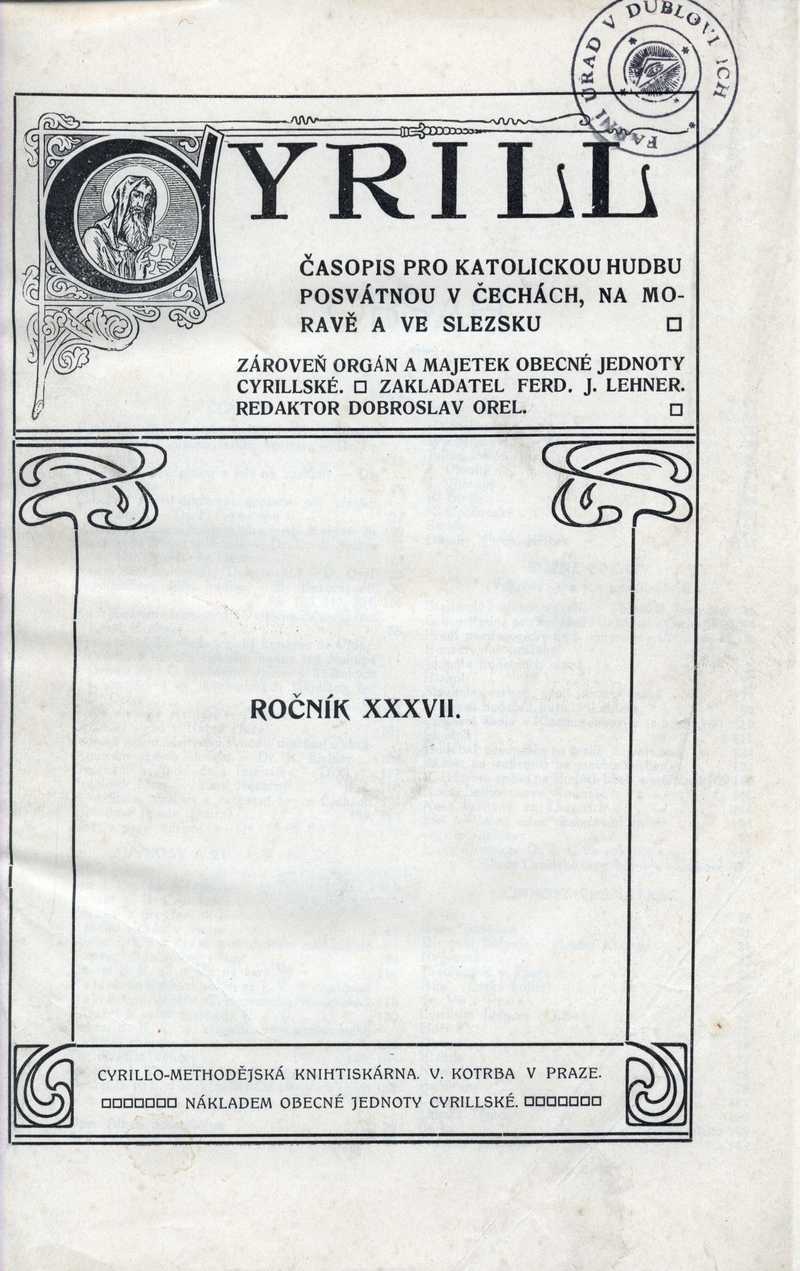 FARNÍ ÚŘAD V DUBLOVICÍCH
CYRILL
ČASOPIS PRO KATOLICKOU HUDBU
POSVÁTNOU V ČECHÁCH, NA MO-
RAVĚ A VE SLEZSKU
ZÁROVEŇ ORGÁN A MAJETEK OBECNÉ JEDNOTY
CYRILLSKÉ. □ ZAKLADATEL FERD. J. LEHNER.
REDAKTOR DOBROSLAV OREL.
ROČNÍK XXXVII.
CYRILLO-METHODĚJSKÁ KNIHTISKÁRNA. V. KOTRBA V PRAZE.
NÁKLADEM OBECNÉ JEDNOTY CYRILLSKÉ.